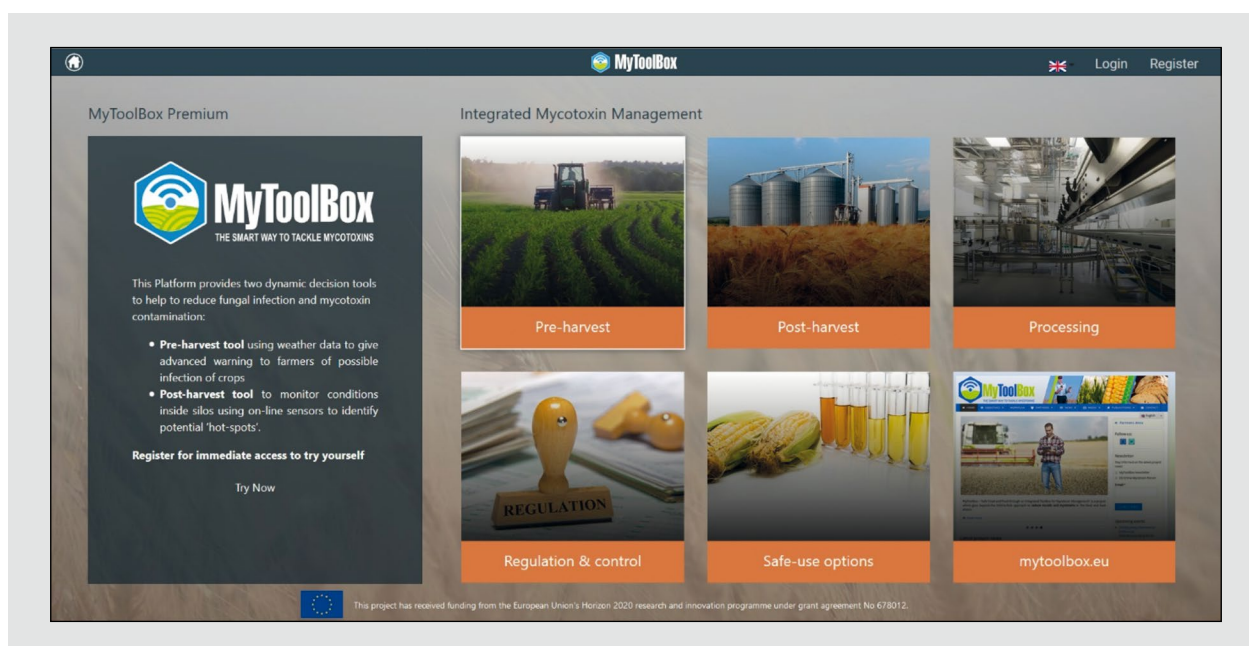 MyToolBox
Login
Register
MyToolBox Premium
MyToolBox
THE SMART WAY TO TACKLE MYCOTOXINS
This Platform provides two dynamic decision tools
to help to reduce fungal infection and mycotoxin
contamination:
• Pre-harvest tool using weather data to give
advanced warning to farmers of possible
infection of crops
• Post-harvest tool to monitor conditions
inside silos using on-line sensors to identify
potential 'hot-spots'.
Register for immediate access to try yourself
Try Now
Integrated Mycotoxin Management
Pre-harvest
Post-harvest
Processing
REGULATION
Regulation & control
Safe-use options
MyToolBox
mytoolbox.eu
This project has received funding from the European Union's Horizon 2020 research and innovation programme under grant agreement No 678012.